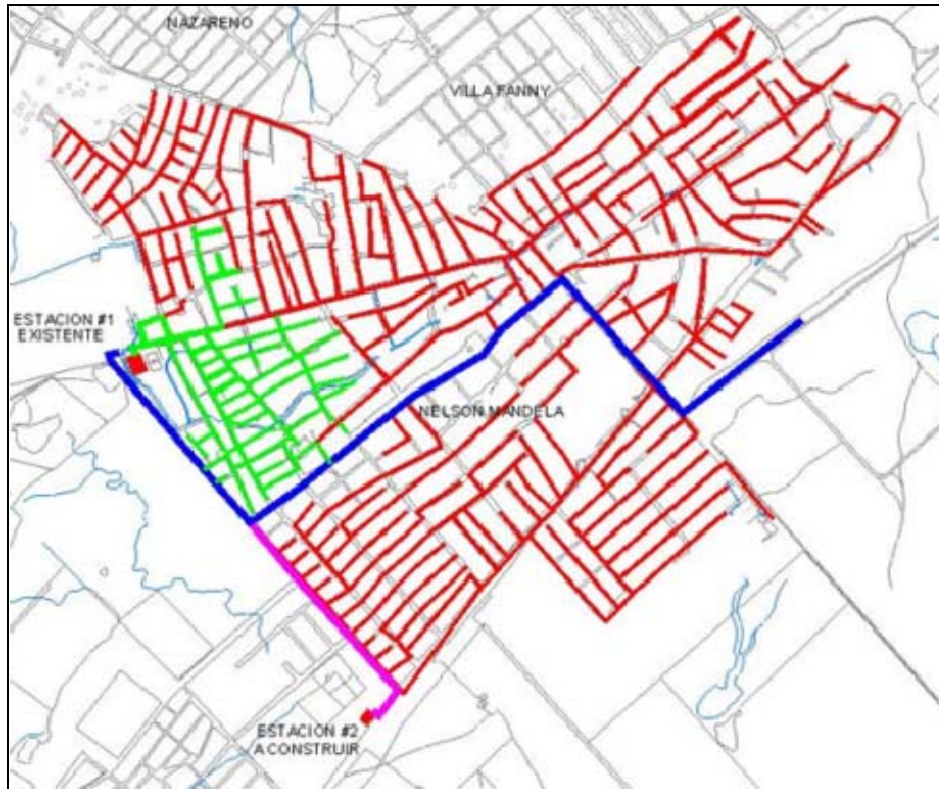 NAZARENO
VILLA FANNY
ESTACION #1
EXISTENTE
NELSON MANDELA
ESTACION #2
A CONSTRUIR